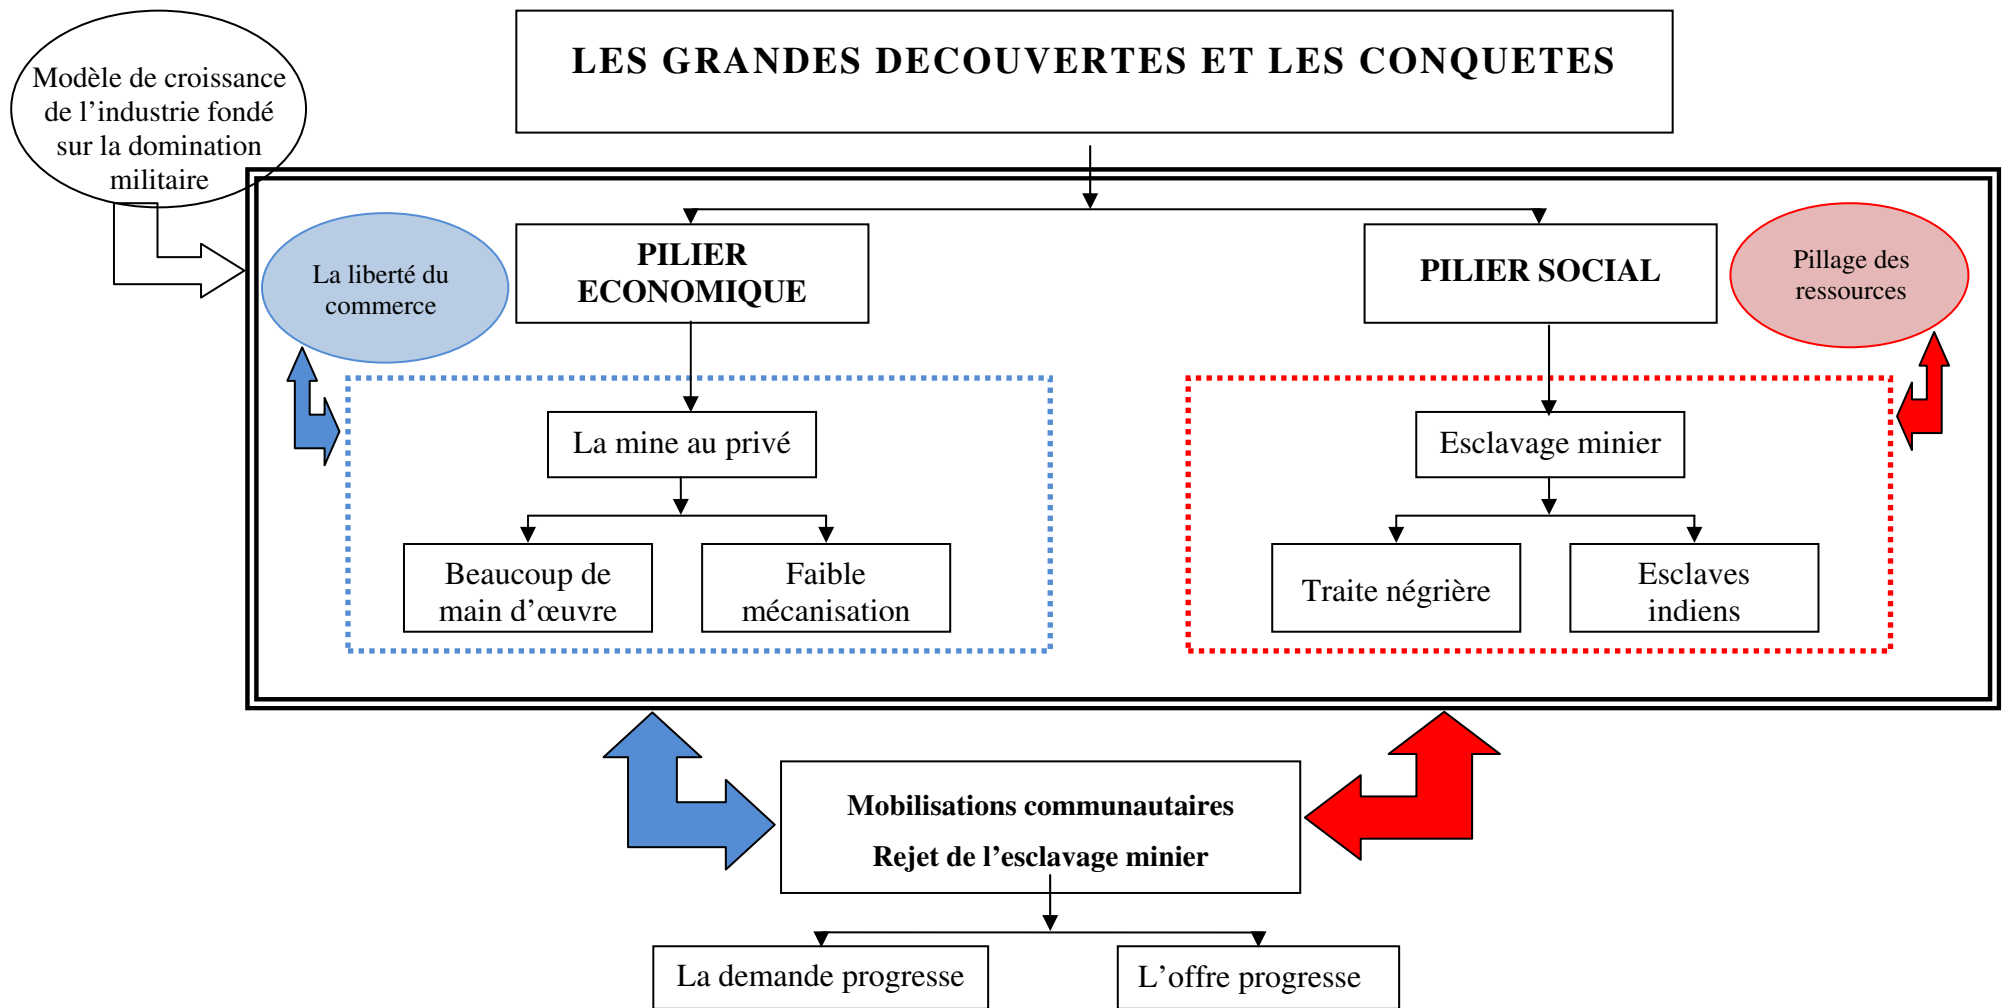 LES GRANDES DECOUVERTES ET LES CONQUETES
Modèle de croissance
de l’industrie fondé
sur la domination
militaire
La liberté du
commerce
PILIER
ECONOMIQUE
PILIER SOCIAL
Pillage des
ressources
La mine au privé
Esclavage minier
Beaucoup de
main d’œuvre
Faible
mécanisation
Traite négrière
Esclaves
indiens
Mobilisations communautaires
Rejet de l’esclavage minier
La demande progresse
L’offre progresse